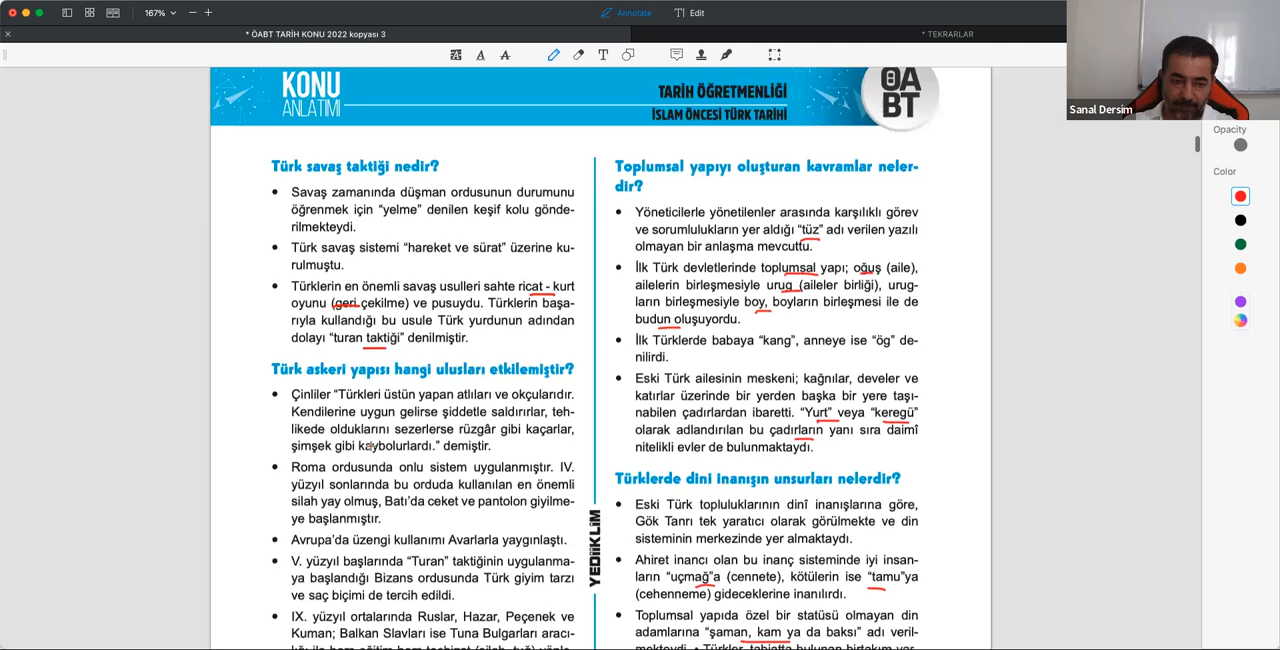 167%
Annotate
Edit
* ÖABT TARİH KONU 2022 kopyası 3
* TEKRARLAR
Sanal Dersim
Opacity
Color
KONU
ANLATIMI
TARİH ÖĞRETMENLİĞİ
İSLAM ÖNCESİ TÜRK TARİHİ
ÖA
BT
Türk savaş taktiği nedir?
• Savaş zamanında düşman ordusunun durumunu
öğrenmek için “yelme” denilen keşif kolu gönde-
rilmekteydi.
• Türk savaş sistemi “hareket ve sürat” üzerine ku-
rulmuştu.
• Türklerin en önemli savaş usulleri sahte ricat - kurt
oyunu (geri çekilme) ve pusuydu. Türklerin başa-
rıyla kullandığı bu usule Türk yurdunun adından
dolayı “turan taktiği” denilmiştir.
Türk askeri yapısı hangi ulusları etkilemiştir?
• Çinliler “Türkleri üstün yapan atlıları ve okçularıdır.
Kendilerine uygun gelirse şiddetle saldırırlar, teh-
likede olduklarını sezerlerse rüzgâr gibi kaçarlar,
şimşek gibi kaybolurlardı.” demiştir.
• Roma ordusunda onlu sistem uygulanmıştır. IV.
yüzyıl sonlarında bu orduda kullanılan en önemli
silah yay olmuş, Batı’da ceket ve pantolon giyilme-
ye başlanmıştır.
• Avrupa’da üzengi kullanımı Avarlarla yaygınlaştı.
• V. yüzyıl başlarında “Turan” taktiğinin uygulanma-
ya başlandığı Bizans ordusunda Türk giyim tarzı
ve saç biçimi de tercih edildi.
• IX. yüzyıl ortalarında Ruslar, Hazar, Peçenek ve
Kuman; Balkan Slavları ise Tuna Bulgarları aracı-
YEDİİKLİM
Toplumsal yapıyı oluşturan kavramlar neler-
dir?
• Yöneticilerle yönetilenler arasında karşılıklı görev
ve sorumlulukların yer aldığı “tüz” adı verilen yazılı
olmayan bir anlaşma mevcuttu.
• İlk Türk devletlerinde toplumsal yapı; oğuş (aile),
ailelerin birleşmesiyle urug (aileler birliği), urug-
ların birleşmesiyle boy, boyların birleşmesi ile de
budun oluşuyordu.
• İlk Türklerde babaya “kang”, anneye ise “ög” de-
nilirdi.
• Eski Türk ailesinin meskeni; kağnılar, develer ve
katırlar üzerinde bir yerden başka bir yere taşı-
nabilen çadırlardan ibaretti. “Yurt” veya “keregü”
olarak adlandırılan bu çadırların yanı sıra daimî
nitelikli evler de bulunmaktaydı.
Türklerde dini inanışın unsurları nelerdir?
• Eski Türk topluluklarının dinî inanışlarına göre,
Gök Tanrı tek yaratıcı olarak görülmekte ve din
sisteminin merkezinde yer almaktaydı.
• Ahiret inancı olan bu inanç sisteminde iyi insan-
ların “uçmağ”a (cennete), kötülerin ise “tamu”ya
(cehenneme) gideceklerine inanılırdı.
• Toplumsal yapıda özel bir statüsü olmayan din
adamlarına “şaman, kam ya da baksı” adı veril-
mekteydi. • Türkler, tabiatta bulunan birtakım var-